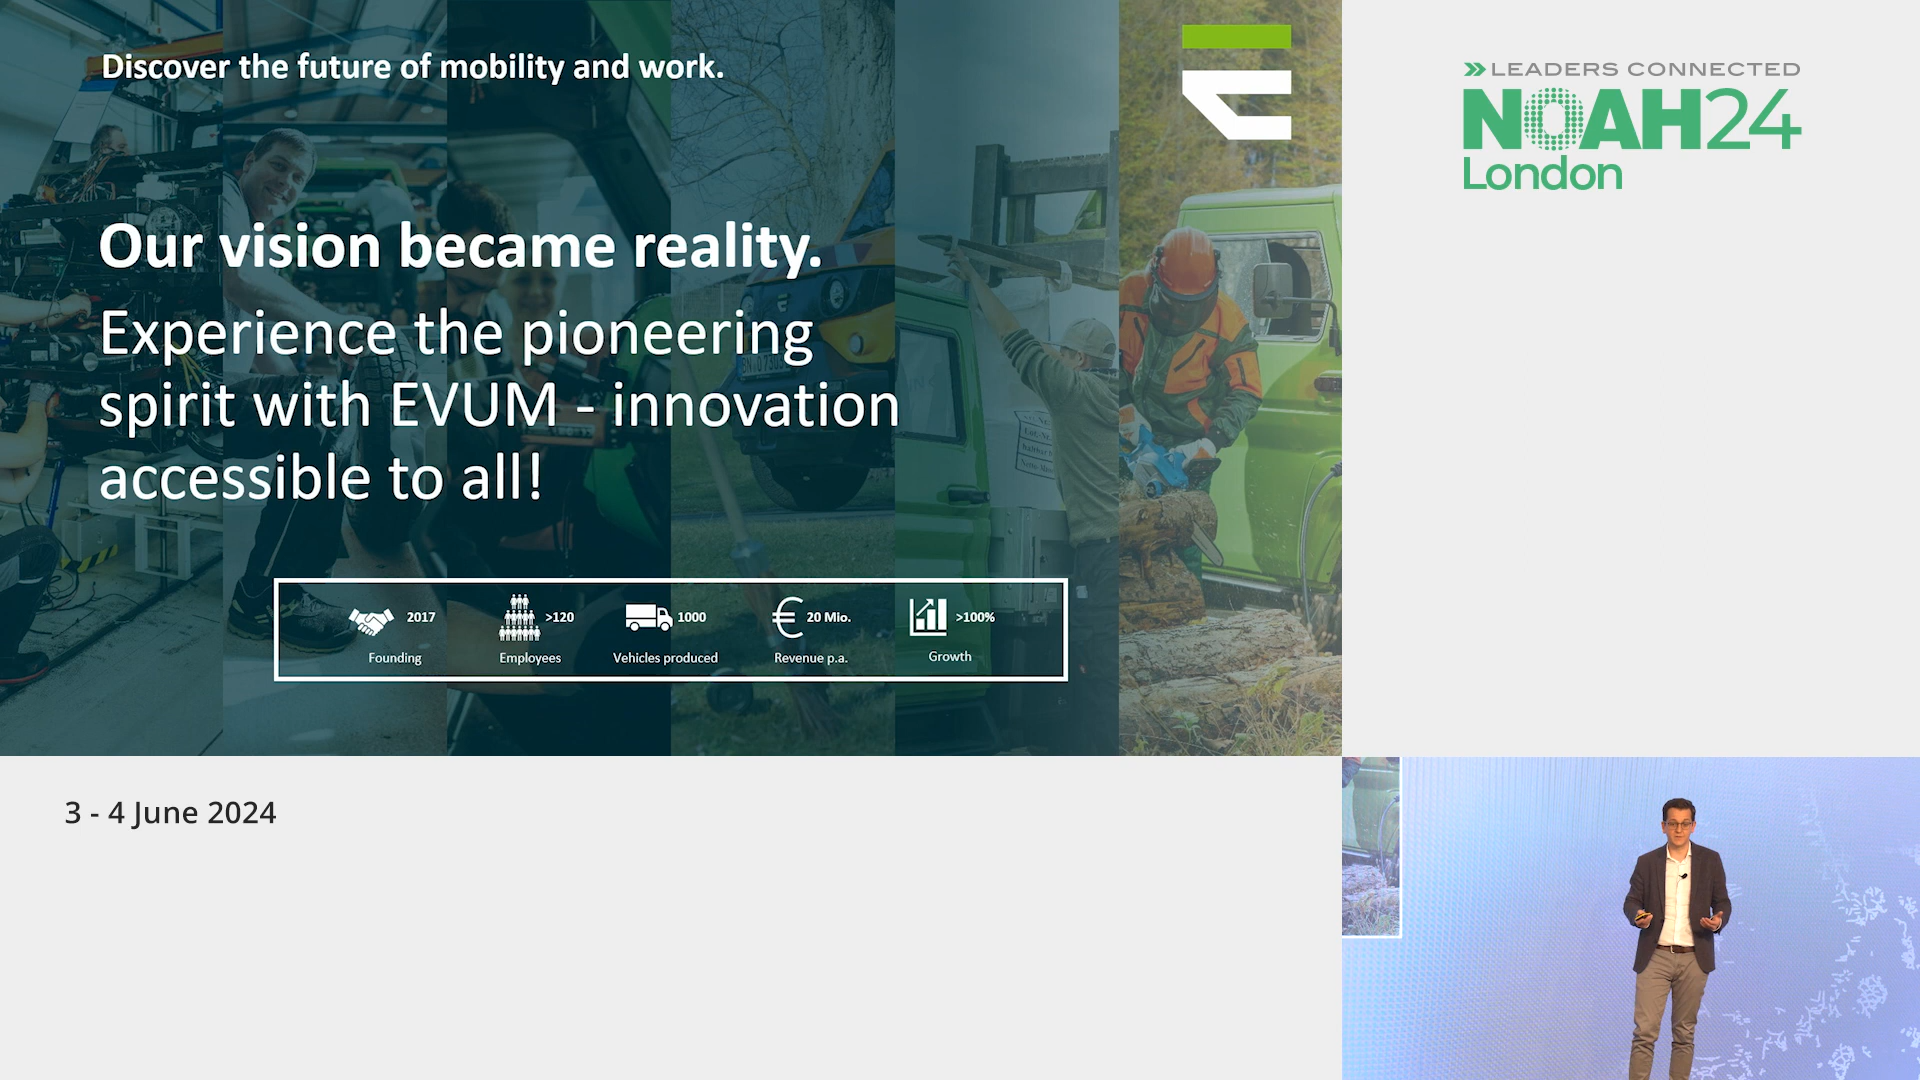 Discover the future of mobility and work.
LEADERS CONNECTED
NOAH24
London
Our vision became reality.
Experience the pioneering
spirit with EVUM - innovation
accessible to all!
2017
>120
1000
20 Mio.
>100%
Founding
Employees
Vehicles produced
Revenue p.a.
Growth
3 - 4 June 2024